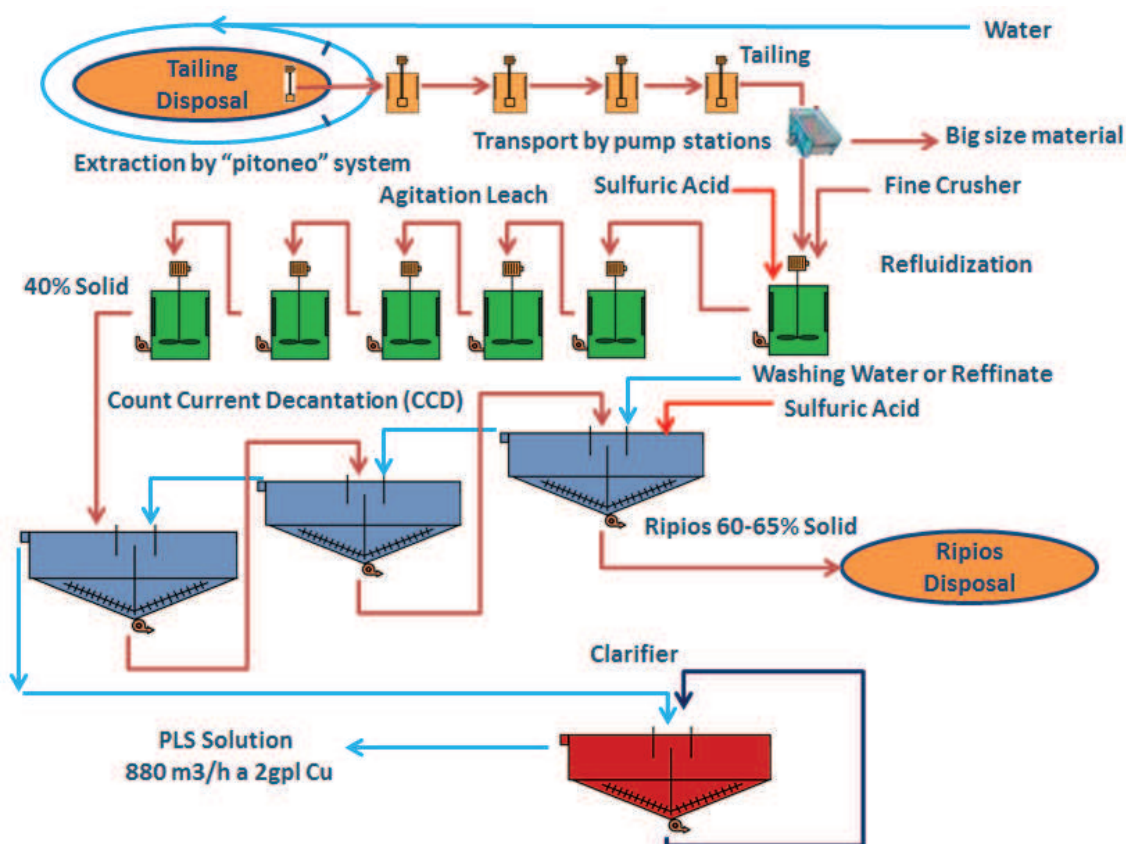 Water
Tailing
Tailing
Disposal
Transport by pump stations
Big size material
Extraction by “pitoneo” system
Sulfuric Acid
Fine Crusher
Agitation Leach
Refluidization
40% Solid
Washing Water or Reffinate
Count Current Decantation (CCD)
Sulfuric Acid
Ripios 60-65% Solid
Ripios
Disposal
Clarifier
PLS Solution
880 m3/h a 2gpl Cu